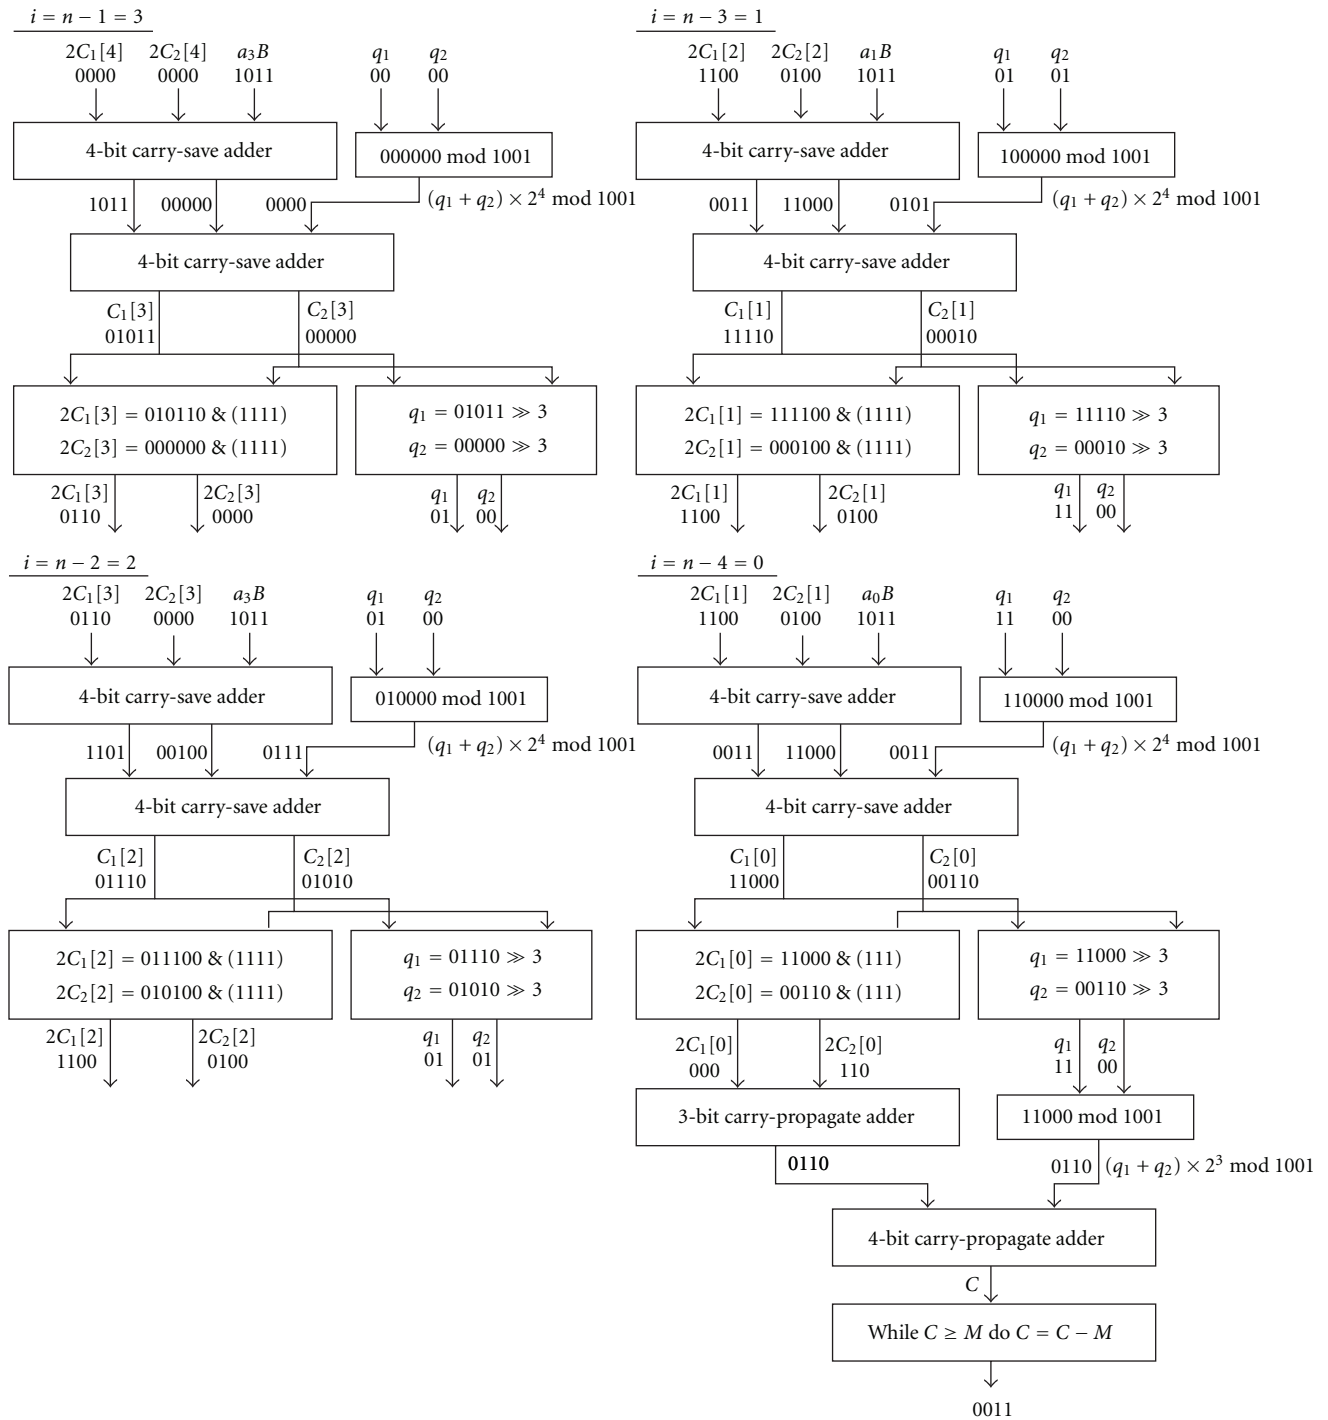 i = n − 1 = 3
2C₁[4] 2C₂[4] a₃B q₁ q₂
0000 0000 1011 00 00
4-bit carry-save adder
000000 mod 1001
1011 00000 0000 (q₁ + q₂) × 2⁴ mod 1001
4-bit carry-save adder
C₁[3] C₂[3]
01011 00000
2C₁[3] = 010110 & (1111)
2C₂[3] = 000000 & (1111)
q₁ = 01011 ≫ 3
q₂ = 00000 ≫ 3
2C₁[3] 2C₂[3] q₁ q₂
0110 0000 01 00
i = n − 2 = 2
2C₁[3] 2C₂[3] a₃B q₁ q₂
0110 0000 1011 01 00
4-bit carry-save adder
010000 mod 1001
1101 00100 0111 (q₁ + q₂) × 2⁴ mod 1001
4-bit carry-save adder
C₁[2] C₂[2]
01110 01010
2C₁[2] = 011100 & (1111)
2C₂[2] = 010100 & (1111)
q₁ = 01110 ≫ 3
q₂ = 01010 ≫ 3
2C₁[2] 2C₂[2] q₁ q₂
1100 0100 01 01
i = n − 3 = 1
2C₁[2] 2C₂[2] a₁B q₁ q₂
1100 0100 1011 01 01
4-bit carry-save adder
100000 mod 1001
0011 11000 0101 (q₁ + q₂) × 2⁴ mod 1001
4-bit carry-save adder
C₁[1] C₂[1]
11110 00010
2C₁[1] = 111100 & (1111)
2C₂[1] = 000100 & (1111)
q₁ = 11110 ≫ 3
q₂ = 00010 ≫ 3
2C₁[1] 2C₂[1] q₁ q₂
1100 0100 11 00
i = n − 4 = 0
2C₁[1] 2C₂[1] a₀B q₁ q₂
1100 0100 1011 11 00
4-bit carry-save adder
110000 mod 1001
0011 11000 0011 (q₁ + q₂) × 2⁴ mod 1001
4-bit carry-save adder
C₁[0] C₂[0]
11000 00110
2C₁[0] = 11000 & (111)
2C₂[0] = 00110 & (111)
q₁ = 11000 ≫ 3
q₂ = 00110 ≫ 3
2C₁[0] 2C₂[0] q₁ q₂
000 110 11 00
3-bit carry-propagate adder
11000 mod 1001
0110 0110 (q₁ + q₂) × 2³ mod 1001
4-bit carry-propagate adder
C
While C ≥ M do C = C − M
0011